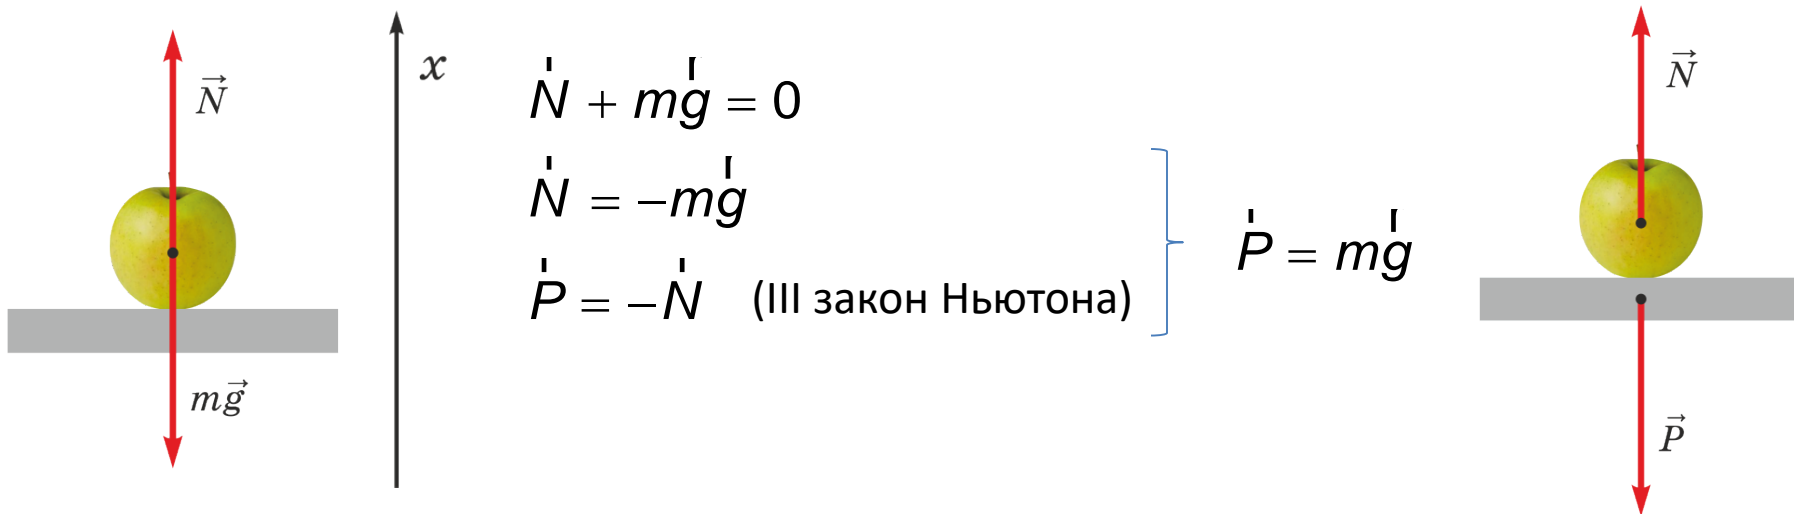 N⃗
mg⃗
x
N + mg = 0
N = −mg
P = −N (III закон Ньютона)
P = mg
N⃗
P⃗